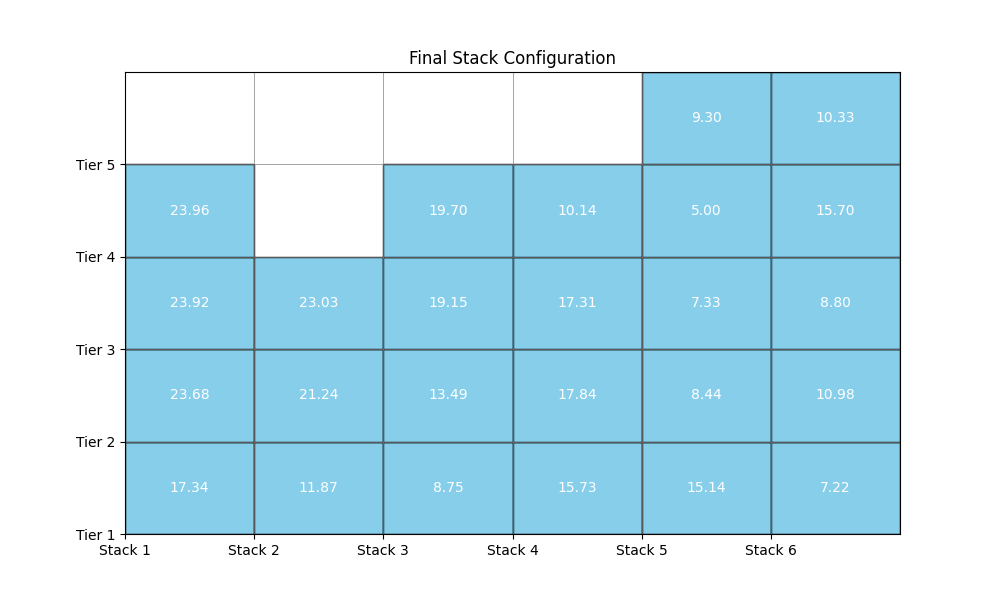 Final Stack Configuration
9.30 10.33
Tier 5
23.96 19.70 10.14 5.00 15.70
Tier 4
23.92 23.03 19.15 17.31 7.33 8.80
Tier 3
23.68 21.24 13.49 17.84 8.44 10.98
Tier 2
17.34 11.87 8.75 15.73 15.14 7.22
Tier 1
Stack 1 Stack 2 Stack 3 Stack 4 Stack 5 Stack 6